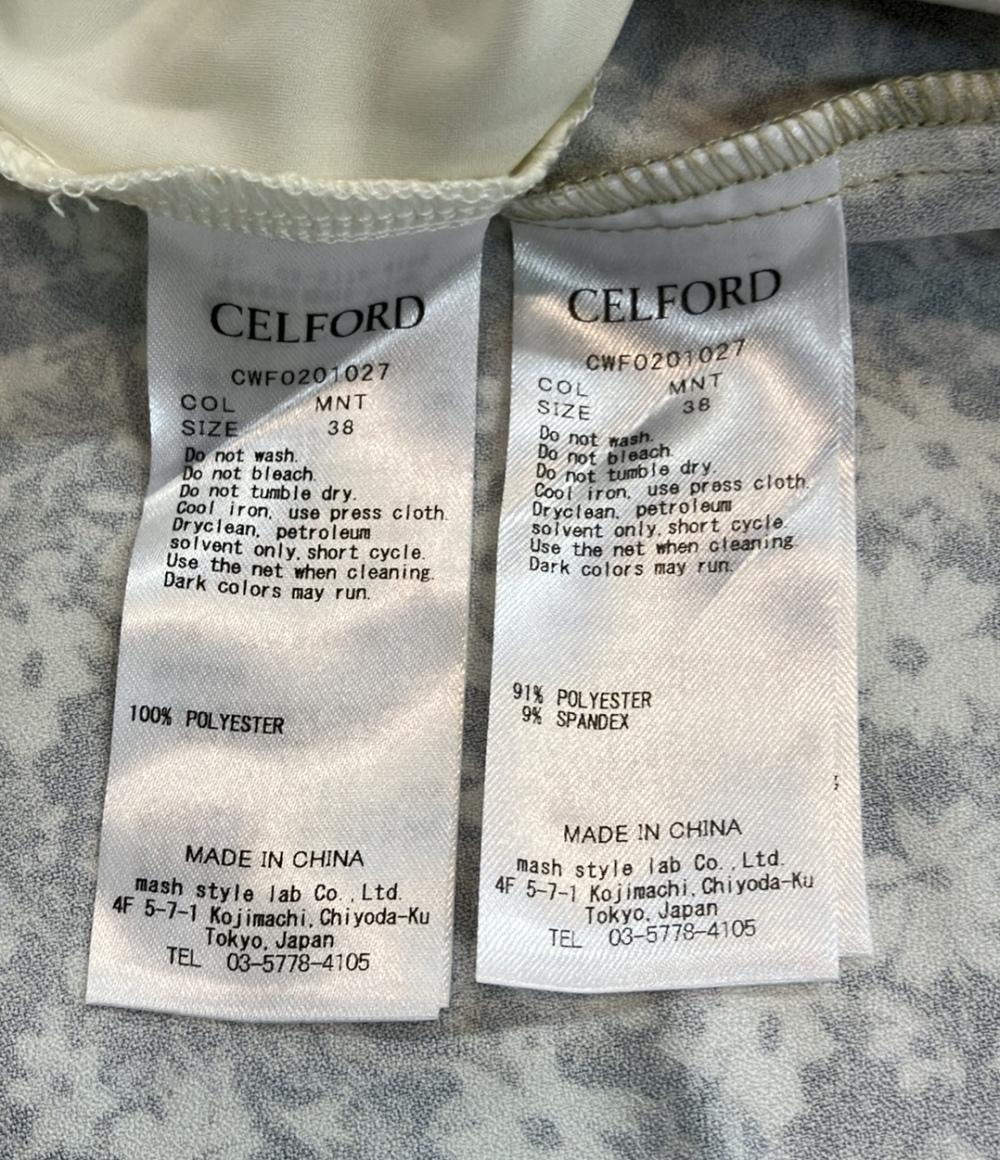 CELFORD
CWFO201027
COL MNT
SIZE 38
Do not wash.
Do not bleach.
Do not tumble dry.
Cool iron, use press cloth.
Dryclean, petroleum
solvent only, short cycle.
Use the net when cleaning.
Dark colors may run.
100% POLYESTER
MADE IN CHINA
mash style lab Co., Ltd.
4F 5-7-1 Kojimachi, Chiyoda-Ku
Tokyo, Japan
TEL 03-5778-4105
CELFORD
CWFO201027
COL MNT
SIZE 38
Do not wash.
Do not bleach.
Do not tumble dry.
Cool iron, use press cloth.
Dryclean, petroleum
solvent only, short cycle.
Use the net when cleaning.
Dark colors may run.
91% POLYESTER
9% SPANDEX
MADE IN CHINA
mash style lab Co., Ltd.
4F 5-7-1 Kojimachi, Chiyoda-Ku
Tokyo, Japan
TEL 03-5778-4105